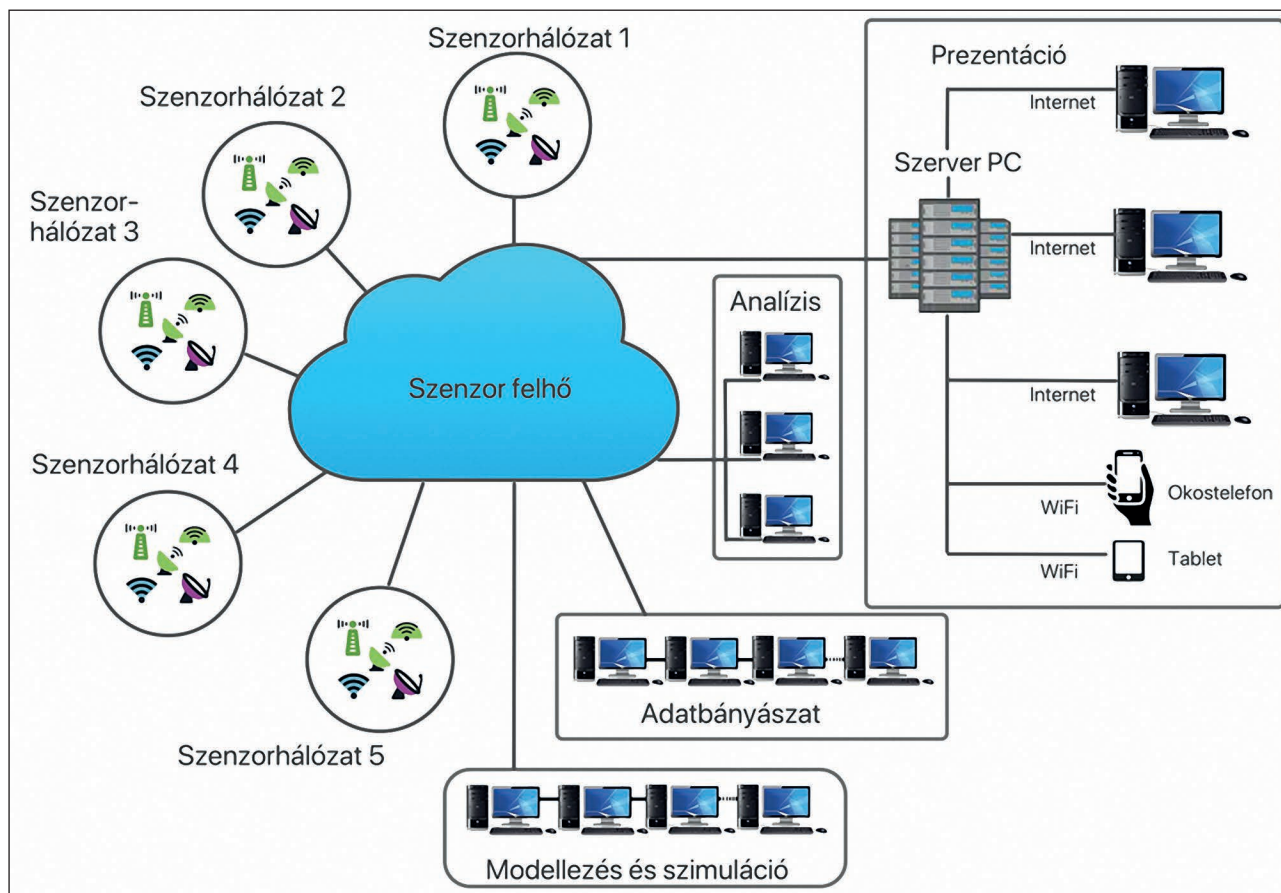 Szenzorhálózat 1
Szenzorhálózat 2
Szenzor-
hálózat 3
Szenzorhálózat 4
Szenzorhálózat 5
Szenzor felhő
Prezentáció
Internet
Szerver PC
Internet
Internet
WiFi
Okostelefon
WiFi
Tablet
Analízis
Adatbányászat
Modellezés és szimuláció